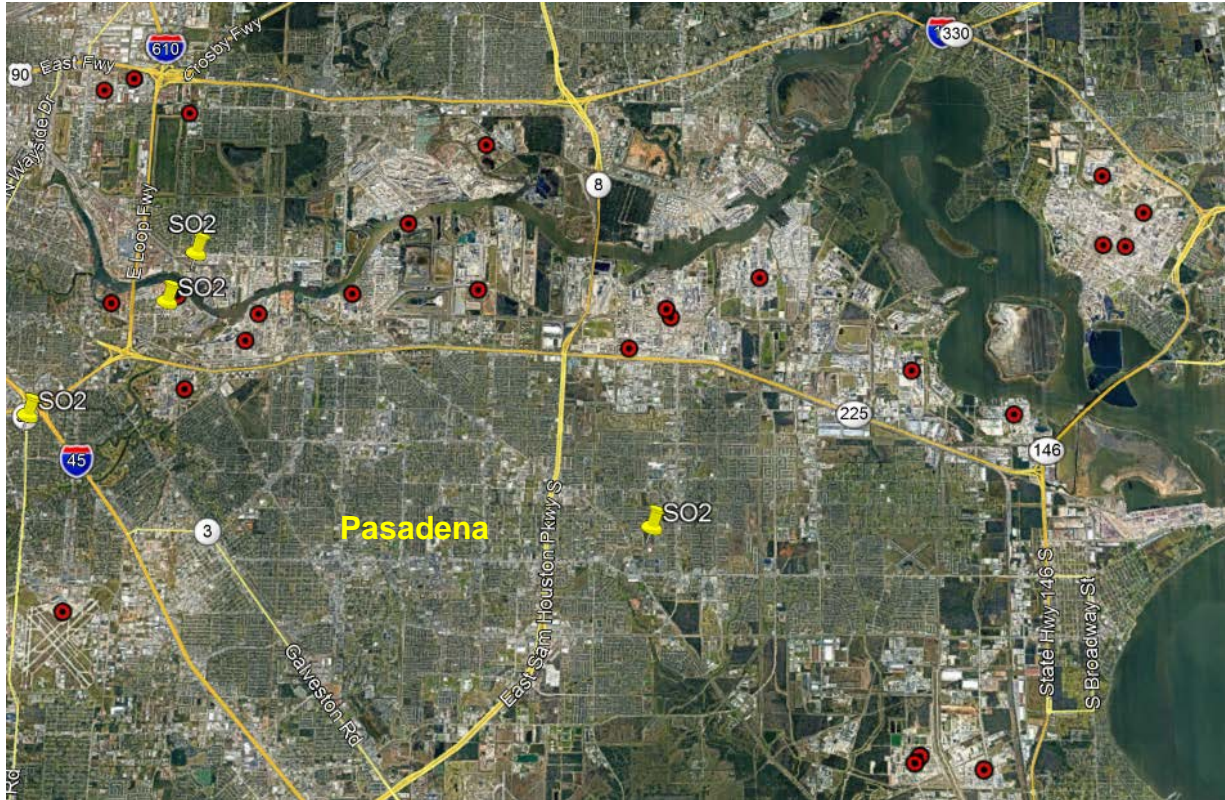 610
Crosby Fwy
330
90
East Fwy
N Wayside Dr
8
SO2
E Loop Fwy
SO2
SO2
225
146
45
SO2
Pasadena
3
East Sam Houston Pkwy S
State Hwy 146 S
S Broadway St
Galveston Rd
Rd